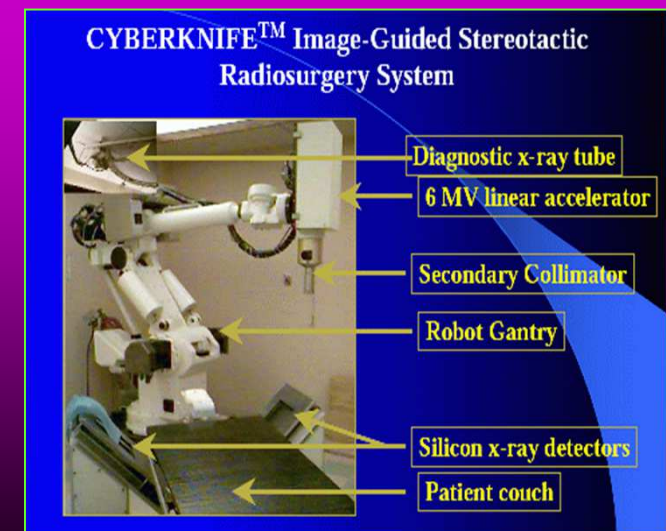 CYBERKNIFE™ Image-Guided Stereotactic
Radiosurgery System
Diagnostic x-ray tube
6 MV linear accelerator
Secondary Collimator
Robot Gantry
Silicon x-ray detectors
Patient couch